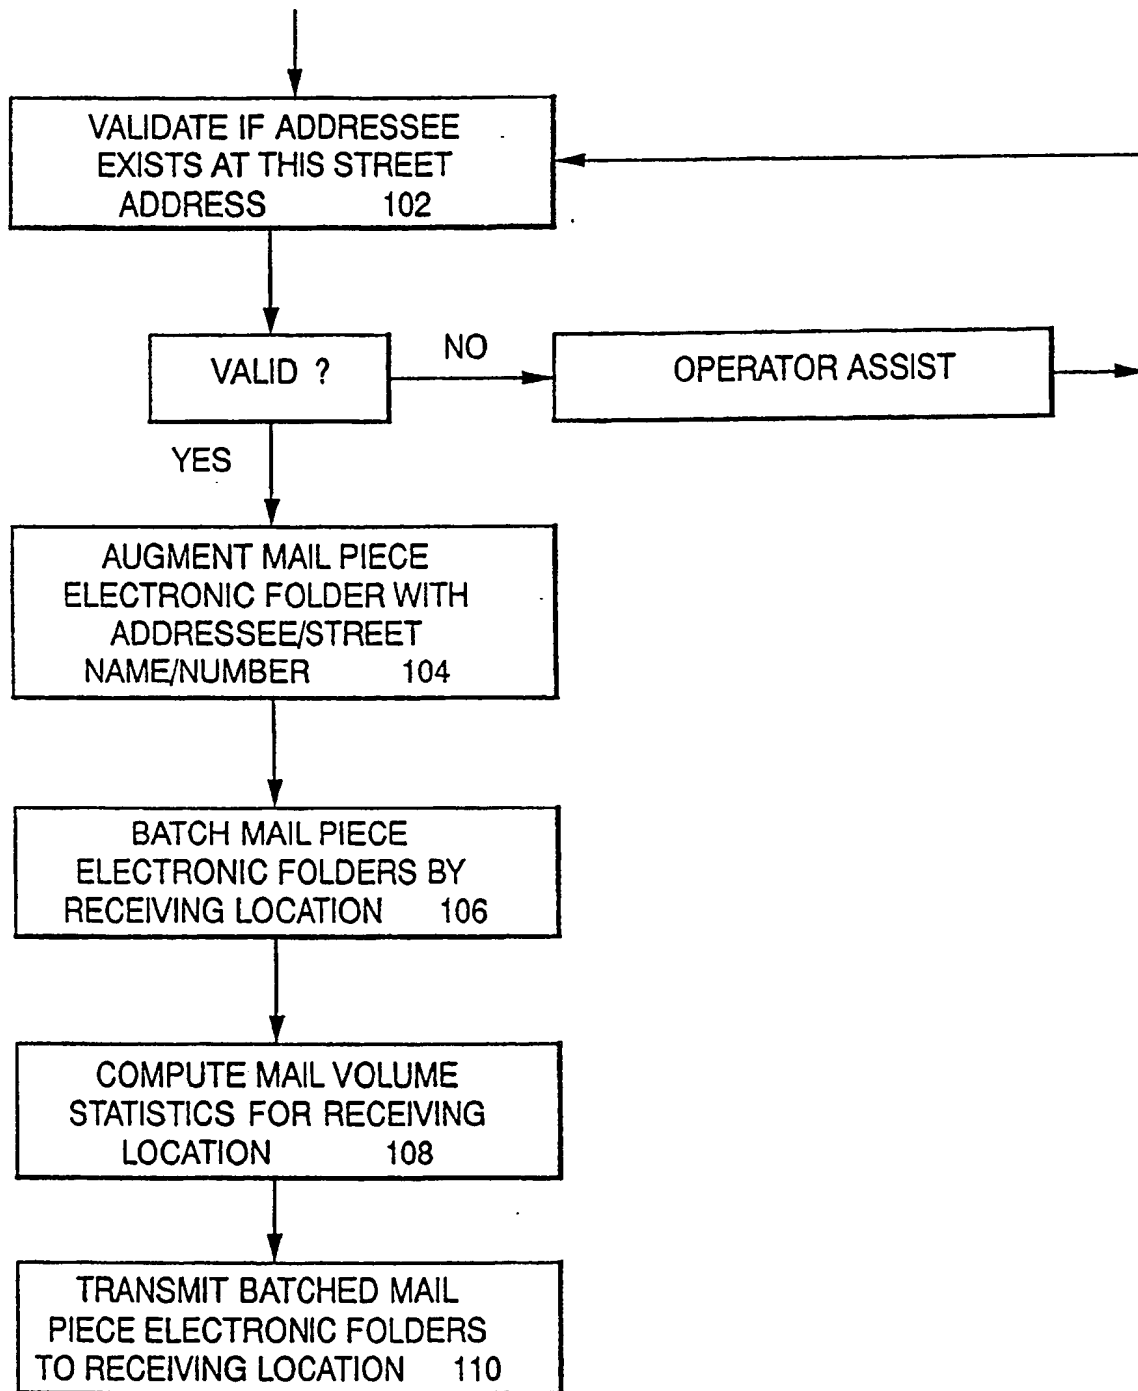 VALIDATE IF ADDRESSEE
EXISTS AT THIS STREET
ADDRESS 102
VALID ?
NO
OPERATOR ASSIST
YES
AUGMENT MAIL PIECE
ELECTRONIC FOLDER WITH
ADDRESSEE/STREET
NAME/NUMBER 104
BATCH MAIL PIECE
ELECTRONIC FOLDERS BY
RECEIVING LOCATION 106
COMPUTE MAIL VOLUME
STATISTICS FOR RECEIVING
LOCATION 108
TRANSMIT BATCHED MAIL
PIECE ELECTRONIC FOLDERS
TO RECEIVING LOCATION 110